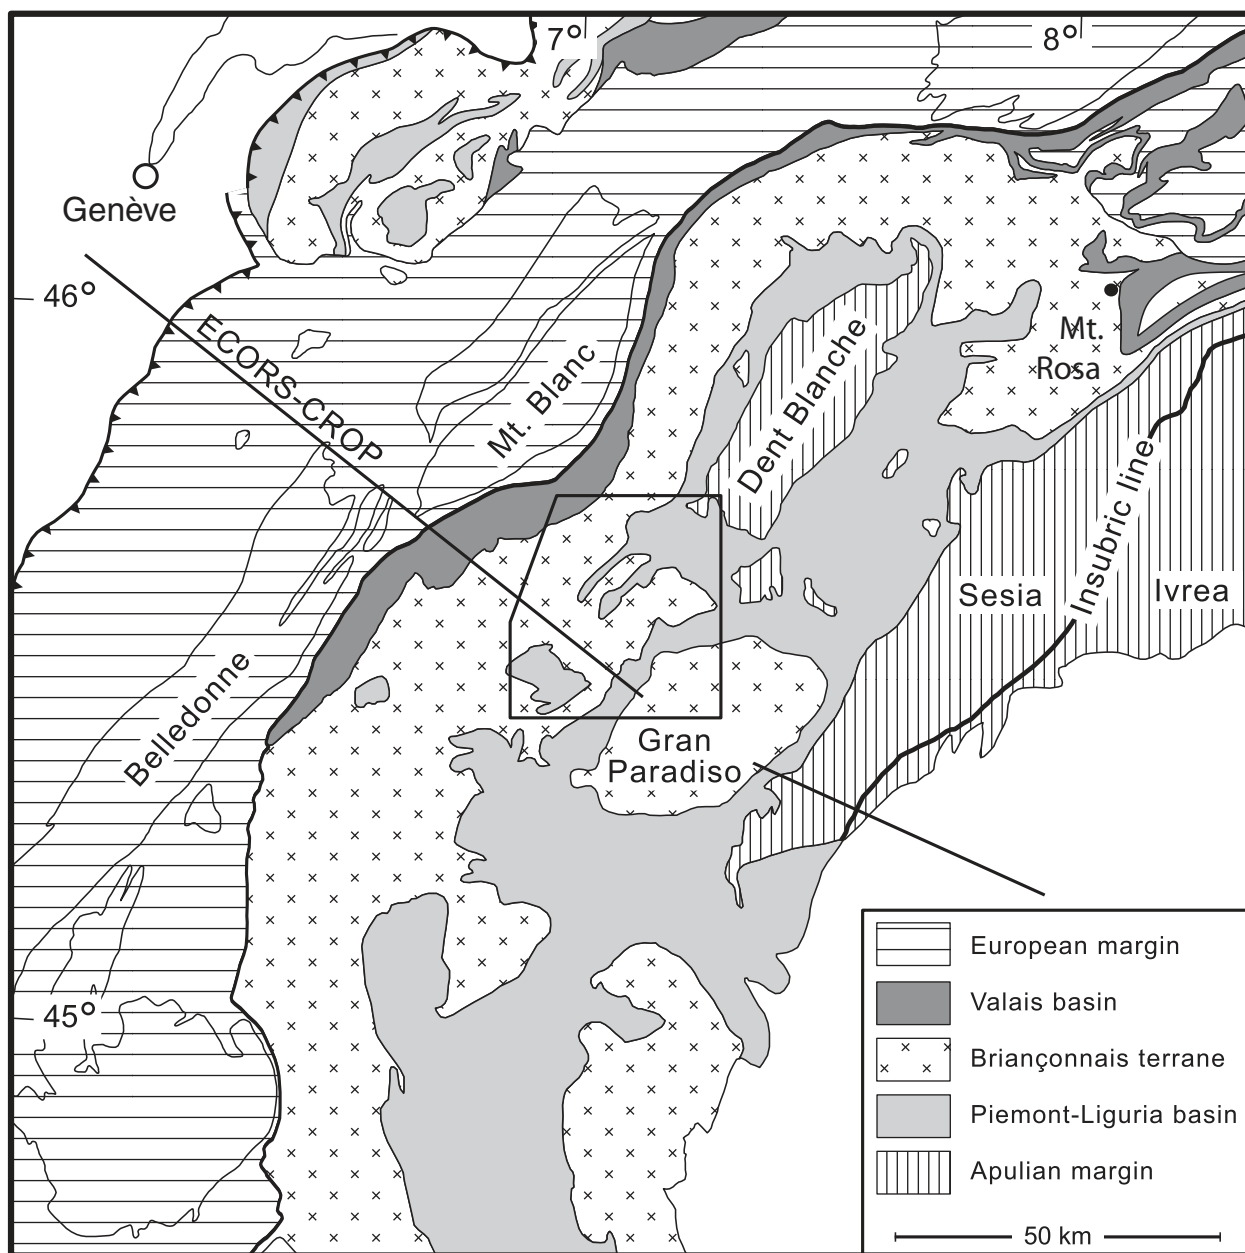 7°
8°
Genève
46°
ECORS-CROP
Mt. Blanc
Mt.
Rosa
Dent Blanche
Insubric line
Sesia
Ivrea
Belledonne
Gran
Paradiso
45°
European margin
Valais basin
Briançonnais terrane
Piemont-Liguria basin
Apulian margin
50 km